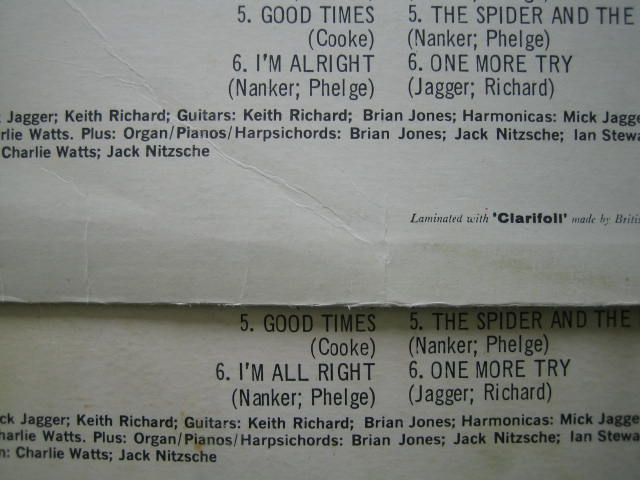 5. GOOD TIMES 5. THE SPIDER AND THE
(Cooke) (Nanker; Phelge)
6. I'M ALRIGHT 6. ONE MORE TRY
(Nanker; Phelge) (Jagger; Richard)
Jagger; Keith Richard; Guitars: Keith Richard; Brian Jones; Harmonicas: Mick Jagge
rlie Watts. Plus: Organ/Pianos/Harpsichords: Brian Jones; Jack Nitzsche; Ian Stewa
Charlie Watts; Jack Nitzsche
Laminated with 'Clarifoil' made by Britis
5. GOOD TIMES 5. THE SPIDER AND THE
(Cooke) (Nanker; Phelge)
6. I'M ALL RIGHT 6. ONE MORE TRY
(Nanker; Phelge) (Jagger; Richard)
ck Jagger; Keith Richard; Guitars: Keith Richard; Brian Jones; Harmonicas: Mick Jagge
harlie Watts. Plus: Organ/Pianos/Harpsichords: Brian Jones; Jack Nitzsche; Ian Stewa
n: Charlie Watts; Jack Nitzsche